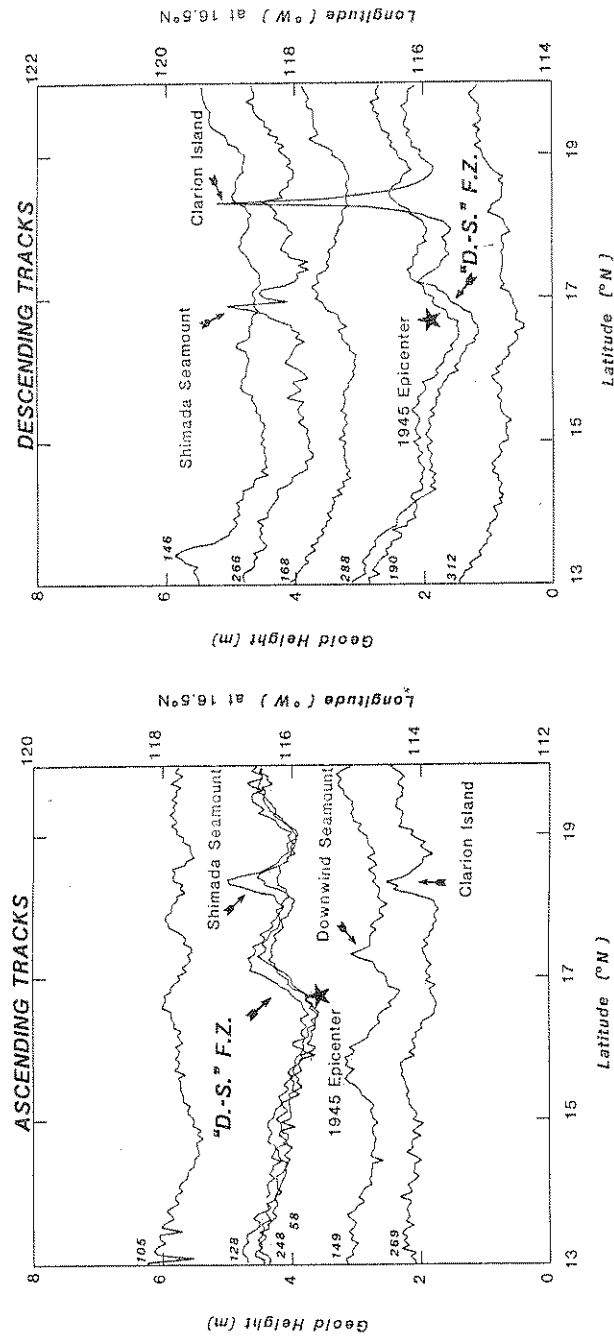 ASCENDING TRACKS
8
6
4
2
0
Geoid Height (m)
120
118
116
114
112
Longitude (°W) at 16.5°N
13
15
17
19
Latitude (°N)
105
128
248
58
149
269
"D.-S." F.Z.
1945 Epicenter
Shimada Seamount
Downwind Seamount
Clarion Island
DESCENDING TRACKS
8
6
4
2
0
Geoid Height (m)
122
120
118
116
114
Longitude (°W) at 16.5°N
13
15
17
19
Latitude (°N)
146
266
168
288
190
312
Shimada Seamount
Clarion Island
1945 Epicenter
"D.-S." F.Z.